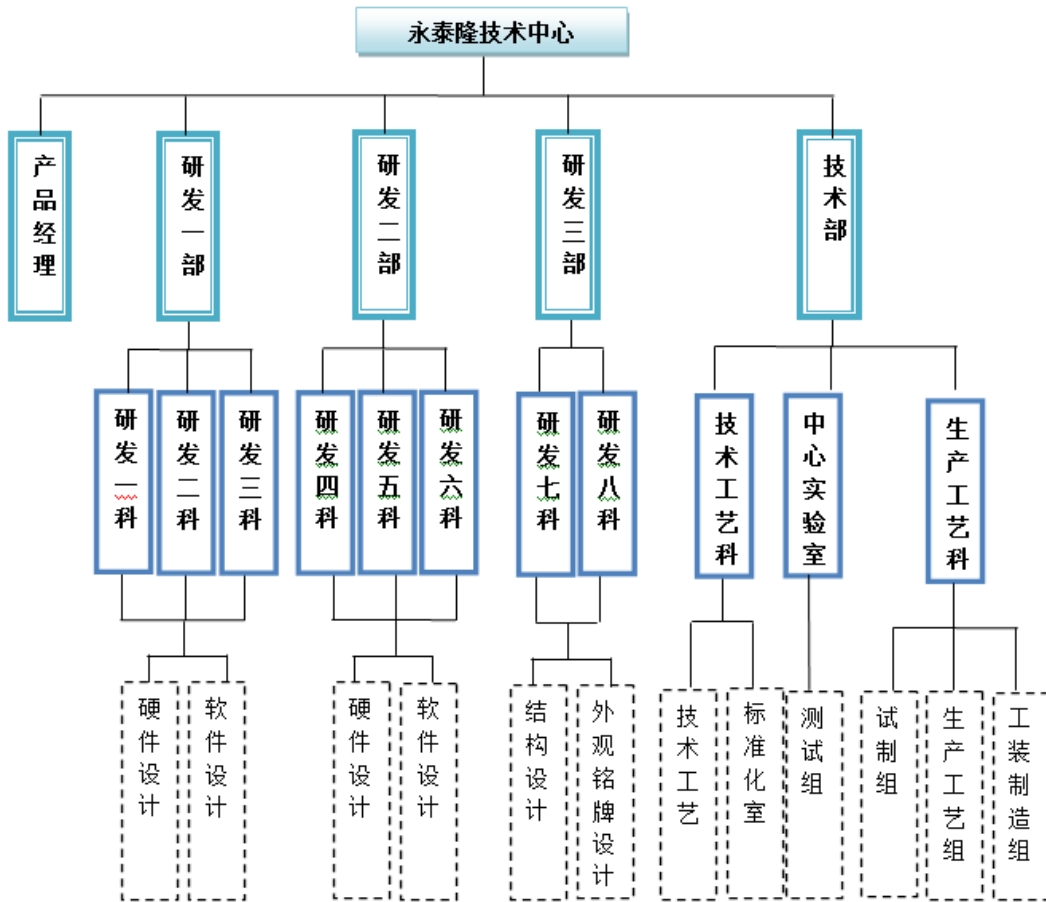 永泰隆技术中心
产品经理
研发一部
研发二部
研发三部
技术部
研发一科
研发二科
研发三科
研发四科
研发五科
研发六科
研发七科
研发八科
技术工艺科
中心实验室
生产工艺科
硬件设计
软件设计
硬件设计
软件设计
结构设计
外观铭牌设计
技术工艺
标准化室
测试组
试制组
生产工艺组
工装制造组